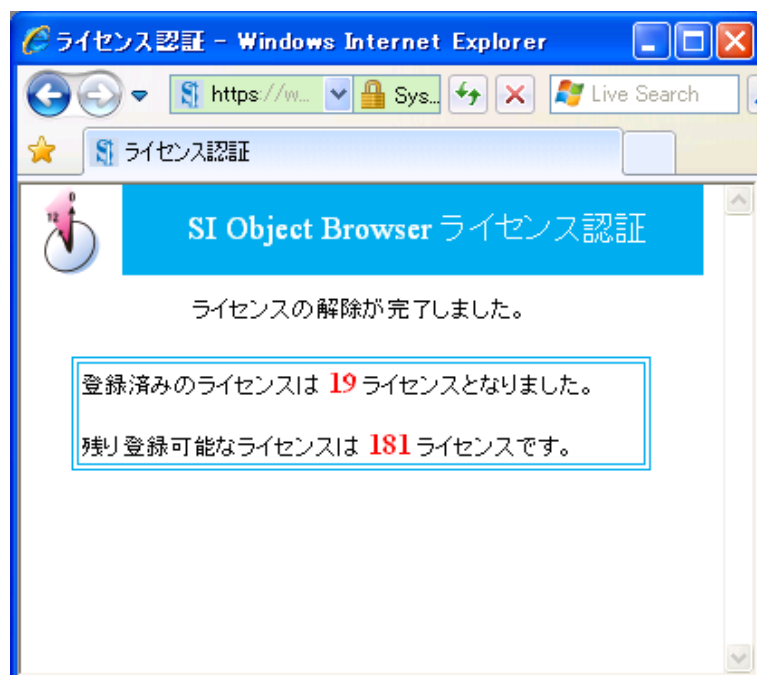 ライセンス認証 - Windows Internet Explorer
https://w... Sys... Live Search
ライセンス認証
0
12
SI Object Browser ライセンス認証
ライセンスの解除が完了しました。
登録済みのライセンスは 19 ライセンスとなりました。
残り登録可能なライセンスは 181 ライセンスです。